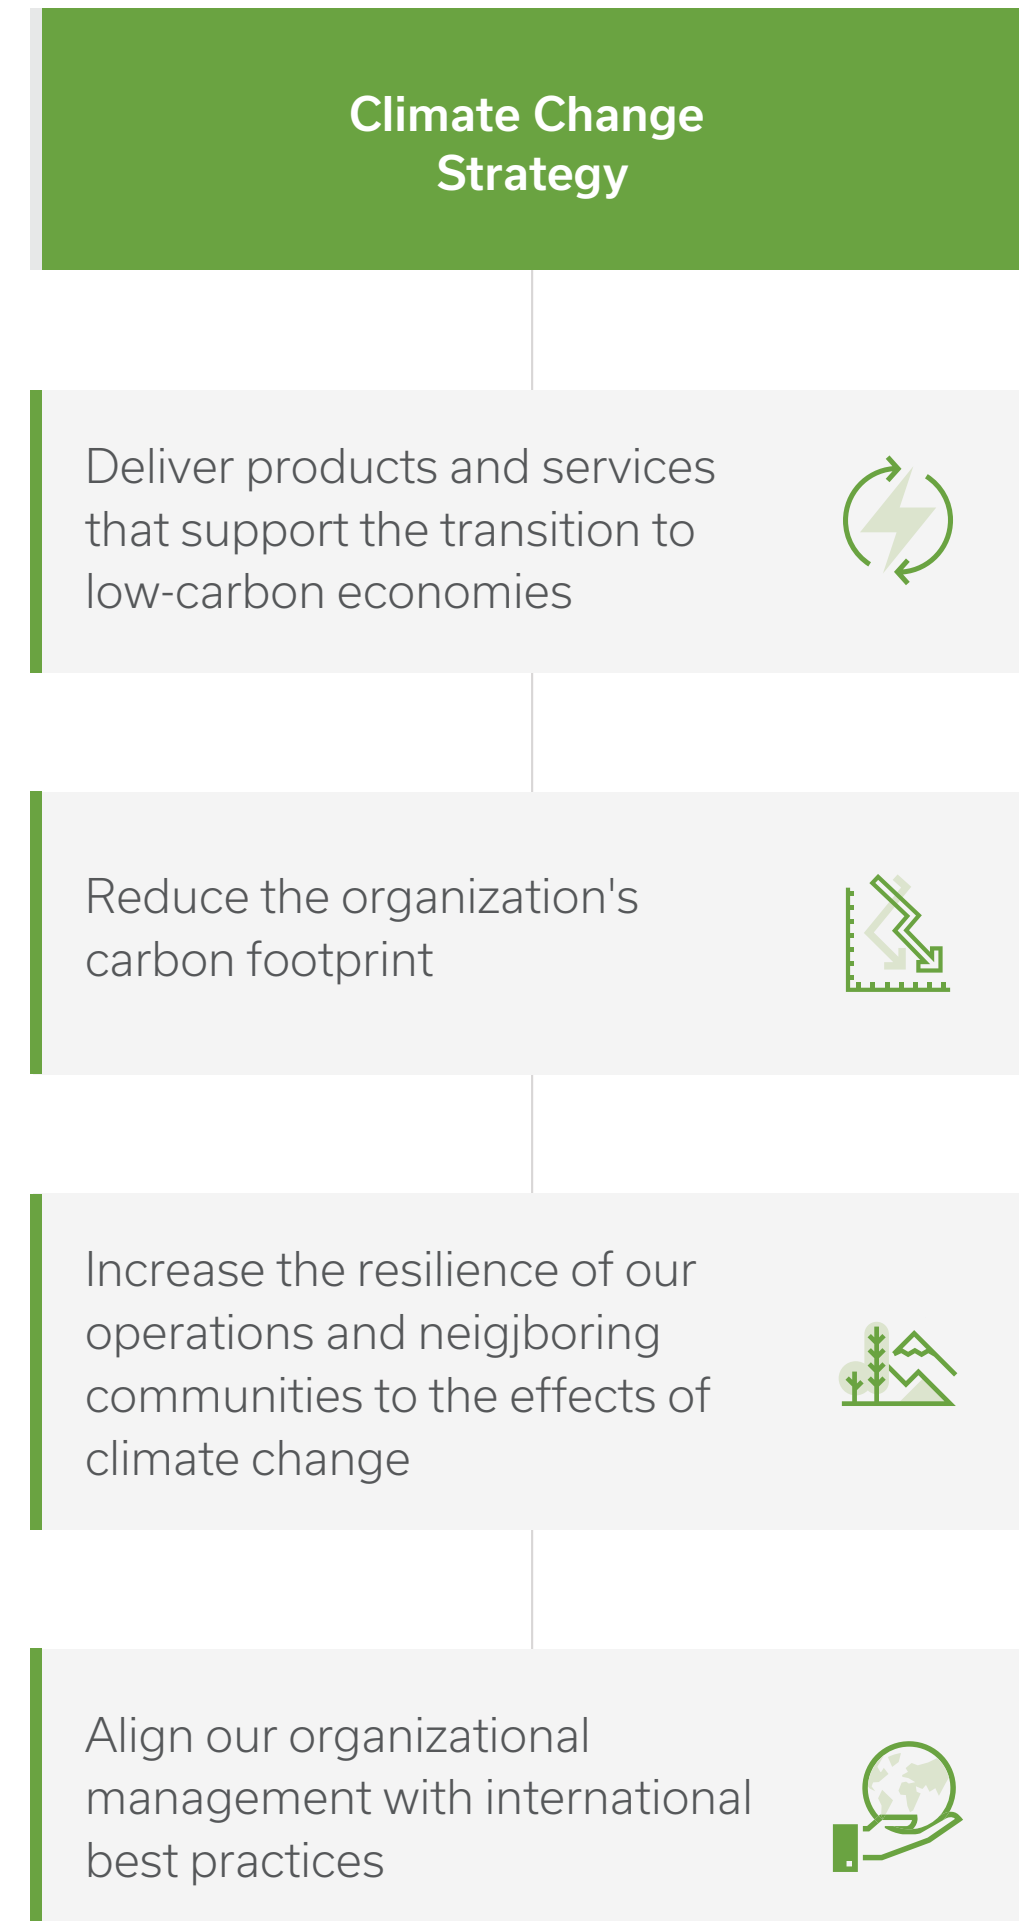 Climate Change
Strategy
Deliver products and services
that support the transition to
low-carbon economies
Reduce the organization's
carbon footprint
Increase the resilience of our
operations and neigjboring
communities to the effects of
climate change
Align our organizational
management with international
best practices